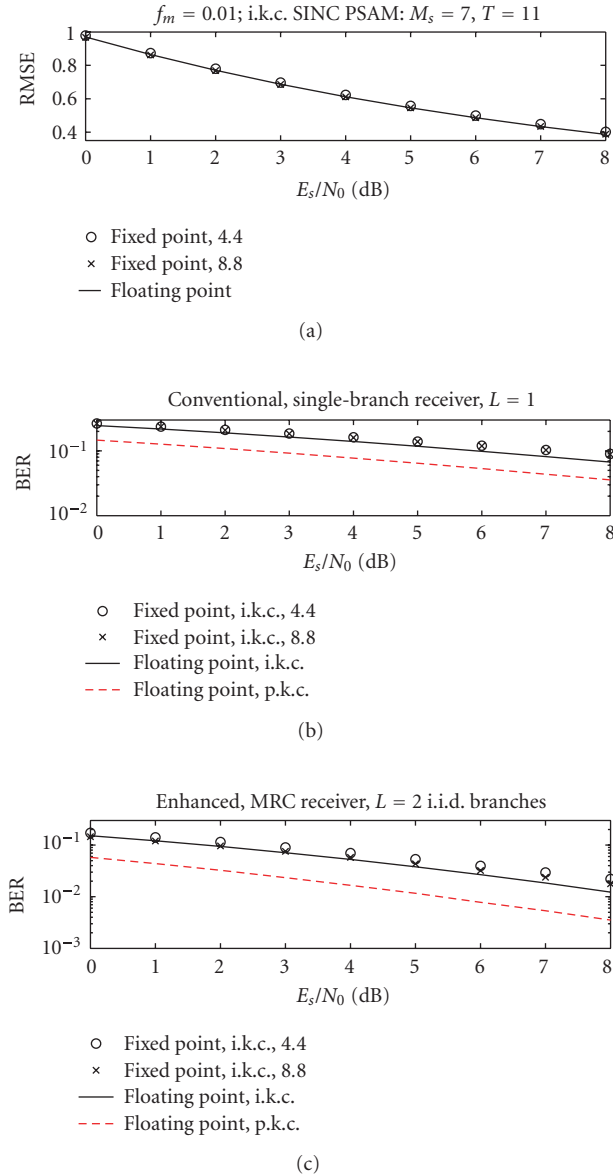 f_m = 0.01; i.k.c. SINC PSAM: M_s = 7, T = 11
RMSE
1
0.8
0.6
0.4
0 1 2 3 4 5 6 7 8
E_s/N_0 (dB)
Fixed point, 4.4
Fixed point, 8.8
Floating point
(a)
Conventional, single-branch receiver, L = 1
BER
10^−1
10^−2
0 1 2 3 4 5 6 7 8
E_s/N_0 (dB)
Fixed point, i.k.c., 4.4
Fixed point, i.k.c., 8.8
Floating point, i.k.c.
Floating point, p.k.c.
(b)
Enhanced, MRC receiver, L = 2 i.i.d. branches
BER
10^−1
10^−2
10^−3
0 1 2 3 4 5 6 7 8
E_s/N_0 (dB)
Fixed point, i.k.c., 4.4
Fixed point, i.k.c., 8.8
Floating point, i.k.c.
Floating point, p.k.c.
(c)